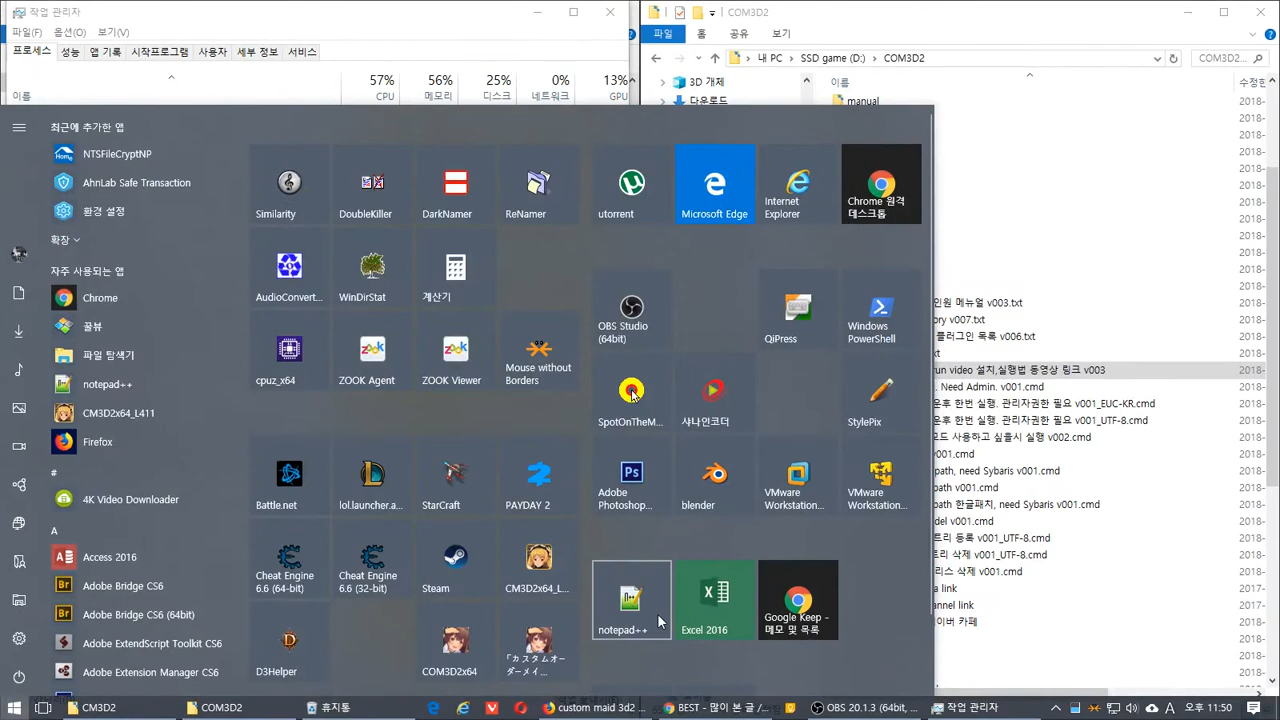 작업 관리자
파일(F) 옵션(O) 보기(V)
프로세스 성능 앱 기록 시작프로그램 사용자 세부 정보 서비스
57% 56% 25% 0% 13%
이름 CPU 메모리 디스크 네트워크 GPU
COM3D2
파일 홈 공유 보기
내 PC > SSD game (D:) > COM3D2
COM3D2...
3D 개체
다운로드
이름
수정한
manual
2018-
최근에 추가한 앱
NTSFileCryptNP
AhnLab Safe Transaction
환경 설정
확장
자주 사용되는 앱
Chrome
꿀뷰
파일 탐색기
notepad++
CM3D2x64_L411
Firefox
#
4K Video Downloader
A
Access 2016
Adobe Bridge CS6
Adobe Bridge CS6 (64bit)
Adobe ExtendScript Toolkit CS6
Adobe Extension Manager CS6
Similarity
DoubleKiller
DarkNamer
ReNamer
AudioConvert...
WinDirStat
계산기
cpuz_x64
ZOOK Agent
ZOOK Viewer
Mouse without
Borders
Battle.net
lol.launcher.a...
StarCraft
PAYDAY 2
Cheat Engine
6.6 (64-bit)
Cheat Engine
6.6 (32-bit)
Steam
CM3D2x64_L...
D3Helper
COM3D2x64
「カスタムオー
ダーメイ...
utorrent
Microsoft Edge
Internet
Explorer
Chrome 원격
데스크톱
OBS Studio
(64bit)
QiPress
Windows
PowerShell
SpotOnTheM...
샤나인코더
StylePix
Adobe
Photoshop...
blender
VMware
Workstation...
VMware
Workstation...
notepad++
Excel 2016
Google Keep -
메모 및 목록
인원 메뉴얼 v003.txt
ory v007.txt
플러그인 목록 v006.txt
xt
run video 설치,실행법 동영상 링크 v003
. Need Admin. v001.cmd
운후 한번 실행. 관리자권한 필요 v001_EUC-KR.cmd
운후 한번 실행. 관리자권한 필요 v001_UTF-8.cmd
모드 사용하고 싶을시 실행 v002.cmd
v001.cmd
path, need Sybaris v001.cmd
path v001.cmd
path 한글패치, need Sybaris v001.cmd
del v001.cmd
트리 등록 v001_UTF-8.cmd
트리 삭제 v001_UTF-8.cmd
리스 삭제 v001.cmd
a link
annel link
이버 카페
CM3D2
COM3D2
휴지통
custom maid 3d2 ...
BEST - 많이 본 글 /...
OBS 20.1.3 (64bit, ...
작업 관리자
A
오후 11:50